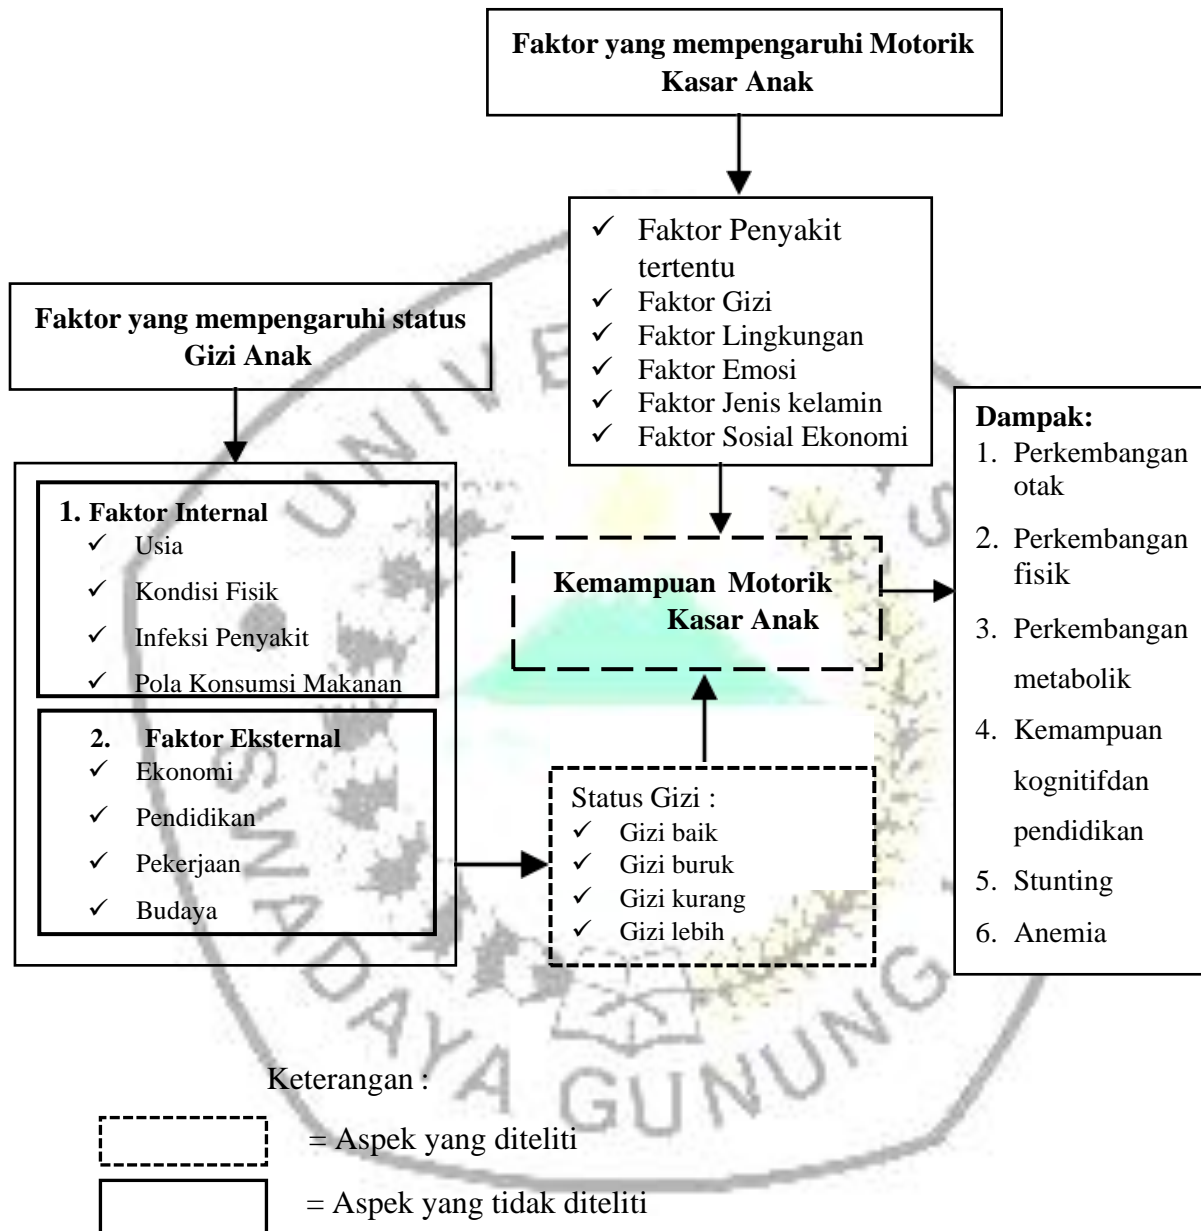 Faktor yang mempengaruhi Motorik
Kasar Anak
✓ Faktor Penyakit
tertentu
✓ Faktor Gizi
✓ Faktor Lingkungan
✓ Faktor Emosi
✓ Faktor Jenis kelamin
✓ Faktor Sosial Ekonomi
Faktor yang mempengaruhi status
Gizi Anak
1. Faktor Internal
✓ Usia
✓ Kondisi Fisik
✓ Infeksi Penyakit
✓ Pola Konsumsi Makanan
2. Faktor Eksternal
✓ Ekonomi
✓ Pendidikan
✓ Pekerjaan
✓ Budaya
Kemampuan Motorik
Kasar Anak
Status Gizi :
✓ Gizi baik
✓ Gizi buruk
✓ Gizi kurang
✓ Gizi lebih
Dampak:
1. Perkembangan
otak
2. Perkembangan
fisik
3. Perkembangan
metabolik
4. Kemampuan
kognitifdan
pendidikan
5. Stunting
6. Anemia
Keterangan :
= Aspek yang diteliti
= Aspek yang tidak diteliti
SWADAYA GUNUNG